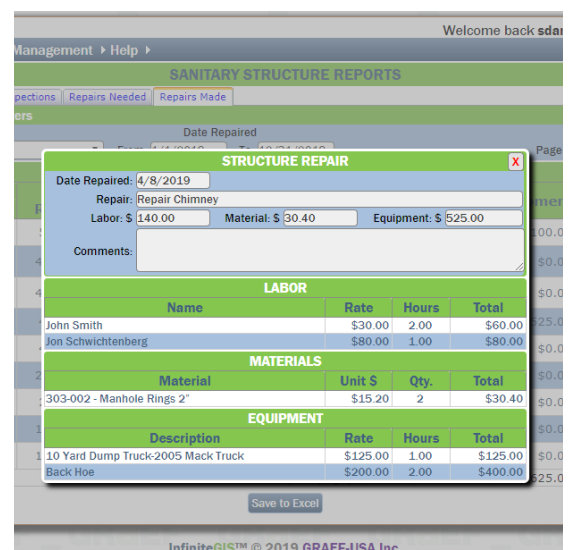 Welcome back sdar
Management Help
SANITARY STRUCTURE REPORTS
pections Repairs Needed Repairs Made
ers
Date Repaired
Page
STRUCTURE REPAIR X
Date Repaired: 4/8/2019
Repair: Repair Chimney
Labor: $ 140.00 Material: $ 30.40 Equipment: $ 525.00
Comments:
LABOR
Name Rate Hours Total
John Smith $30.00 2.00 $60.00
Jon Schwichtenberg $80.00 1.00 $80.00
MATERIALS
Material Unit $ Qty. Total
303-002 - Manhole Rings 2" $15.20 2 $30.40
EQUIPMENT
Description Rate Hours Total
10 Yard Dump Truck-2005 Mack Truck $125.00 1.00 $125.00
Back Hoe $200.00 2.00 $400.00
Save to Excel
InfiniteGIS™ © 2019 GRAEF-USA Inc